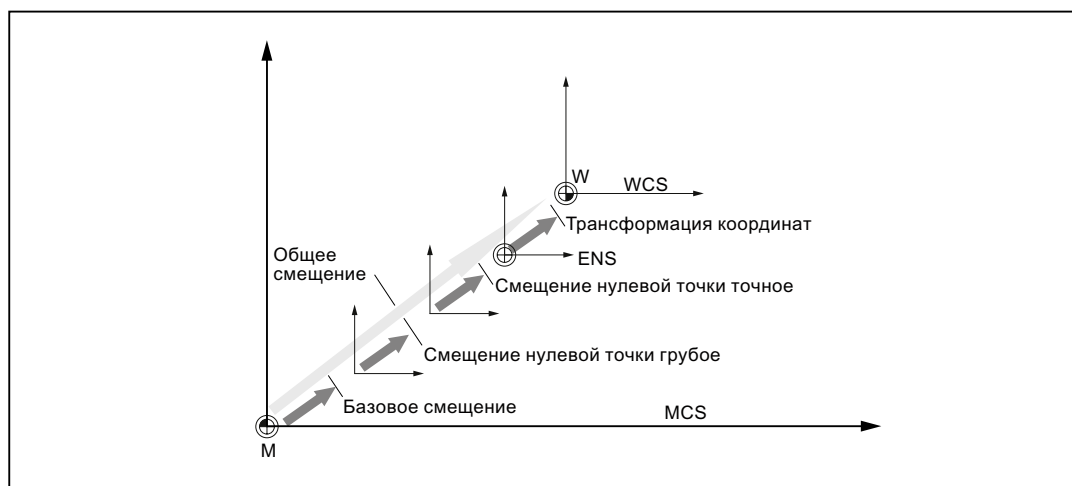 W
WCS
Трансформация координат
ENS
Общее
смещение
Смещение нулевой точки точное
Смещение нулевой точки грубое
Базовое смещение
MCS
M